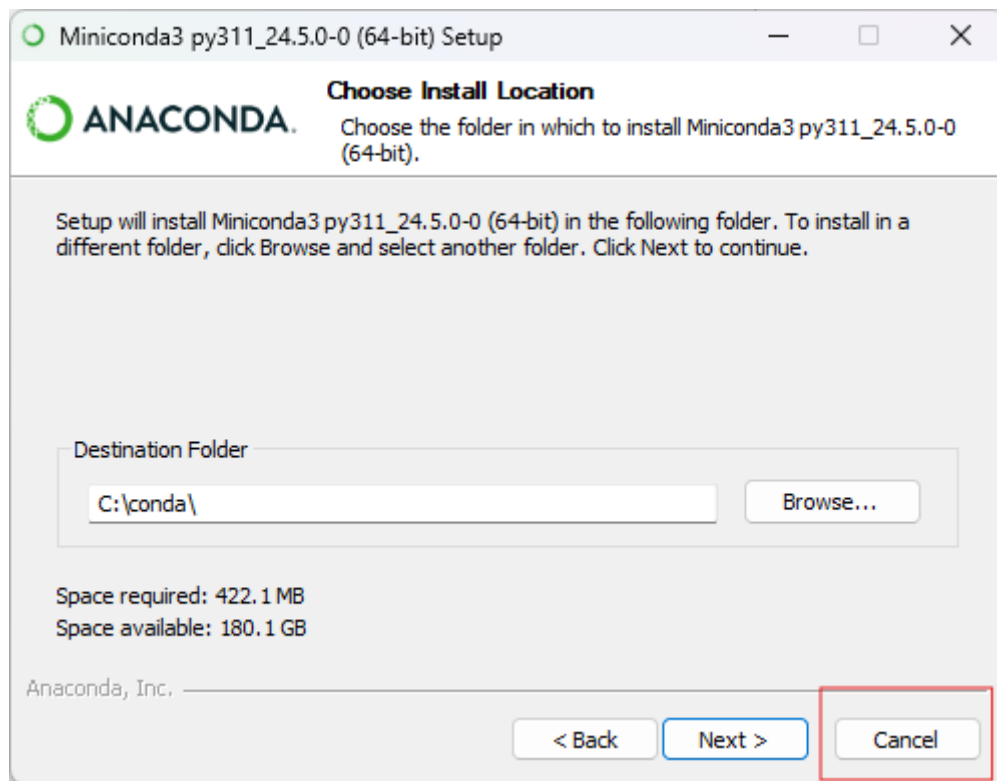 Miniconda3 py311_24.5.0-0 (64-bit) Setup
ANACONDA.
Choose Install Location
Choose the folder in which to install Miniconda3 py311_24.5.0-0
(64-bit).
Setup will install Miniconda3 py311_24.5.0-0 (64-bit) in the following folder. To install in a
different folder, click Browse and select another folder. Click Next to continue.
Destination Folder
C:\conda\
Browse...
Space required: 422.1 MB
Space available: 180.1 GB
Anaconda, Inc.
< Back
Next >
Cancel